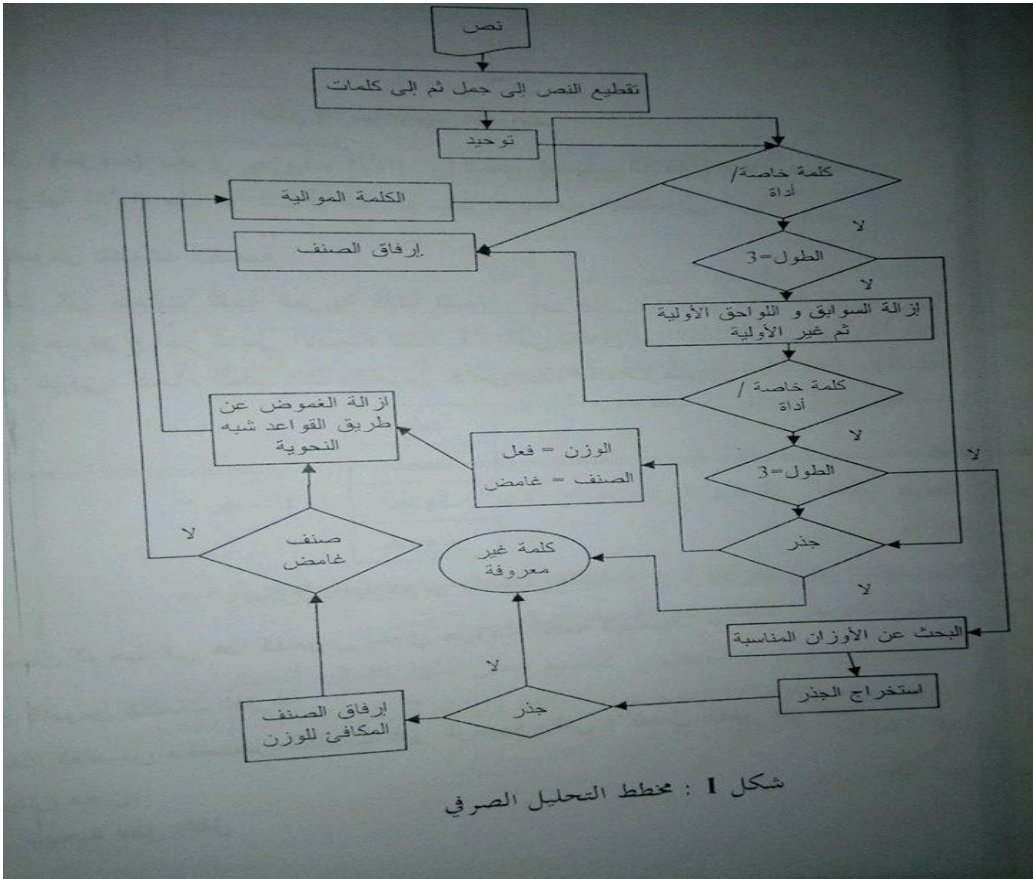 نص
تقطيع النص إلى جمل ثم إلى كلمات
توحيد
كلمة خاصة/
أداة
الكلمة الموالية
لا
إرفاق الصنف
الطول=3
لا
إزالة السوابق و اللواحق الأولية
ثم غير الأولية
كلمة خاصة /
أداة
ازالة الغموض عن
طريق القواعد شبه
النحوية
لا
الوزن = فعل
الصنف = غامض
الطول=3
لا
جذر
صنف
غامض
لا
كلمة غير
معروفة
لا
البحث عن الأوزان المناسبة
استخراج الجذر
لا
جذر
إرفاق الصنف
المكافئ للوزن
شكل 1 : مخطط التحليل الصرفي